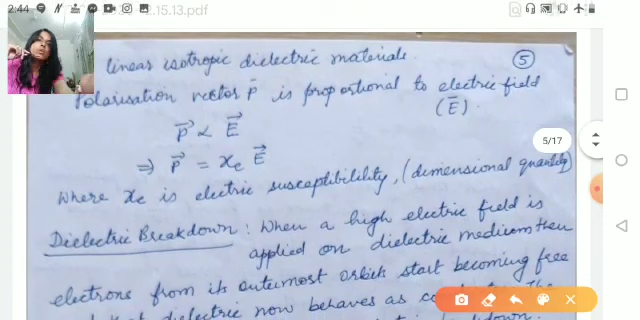 2:44
2.15.13.pdf
linear isotropic dielectric materials.
5
Polarisation vector P is proportional to electric field
(E).
P ∝ E
⇒ P = χe E
5/17
where χe is electric susceptibility, (dimensional quantity)
Dielectric Breakdown : When a high electric field is
applied on dielectric medium then
electrons from its outermost orbits start becoming free
dielectric now behaves as